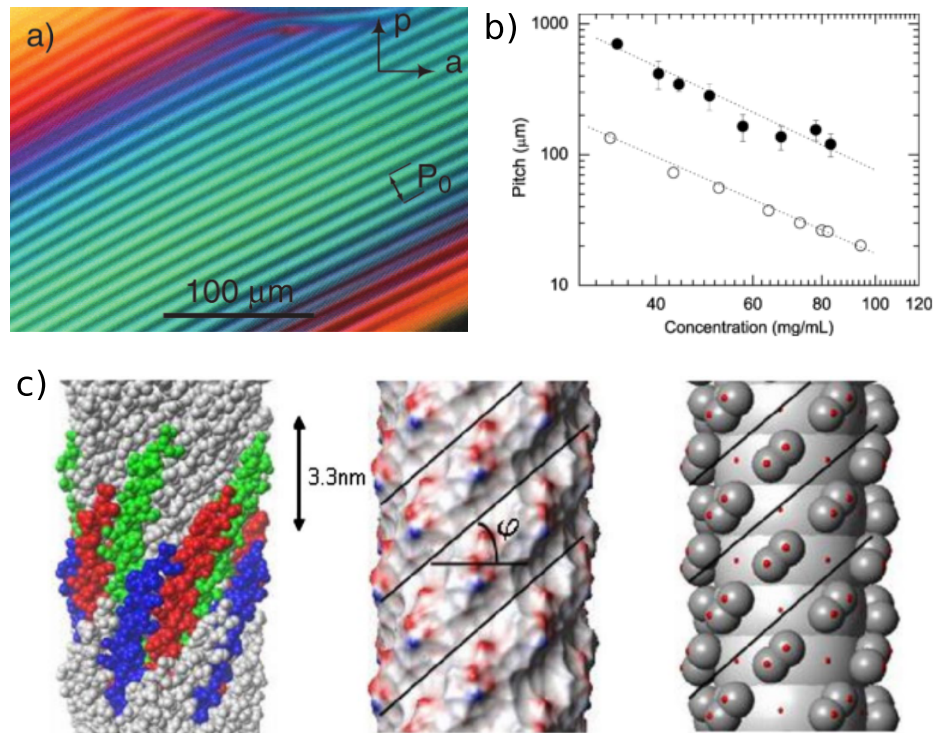 a)
p
a
P0
100 μm
b)
Pitch (μm)
1000
100
10
40
60
80
100
120
Concentration (mg/mL)
c)
3.3nm
φ